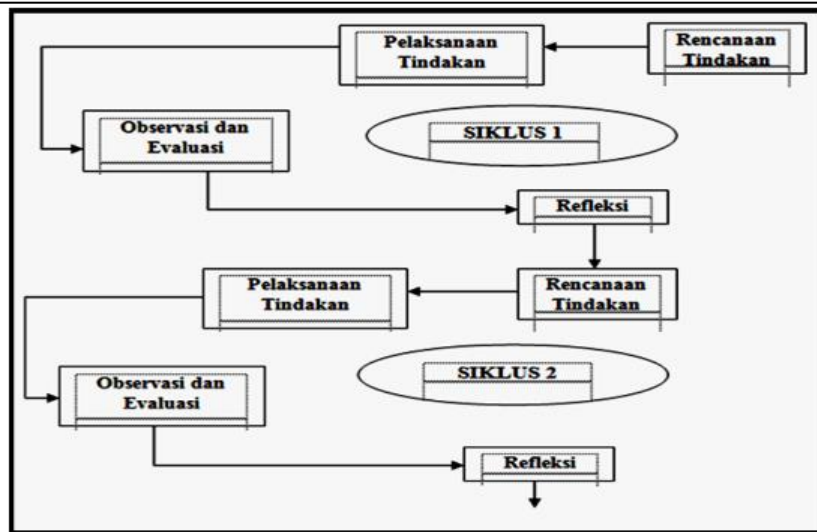 Rencanaan
Tindakan
Pelaksanaan
Tindakan
Observasi dan
Evaluasi
SIKLUS 1
Refleksi
Rencanaan
Tindakan
Pelaksanaan
Tindakan
Observasi dan
Evaluasi
SIKLUS 2
Refleksi